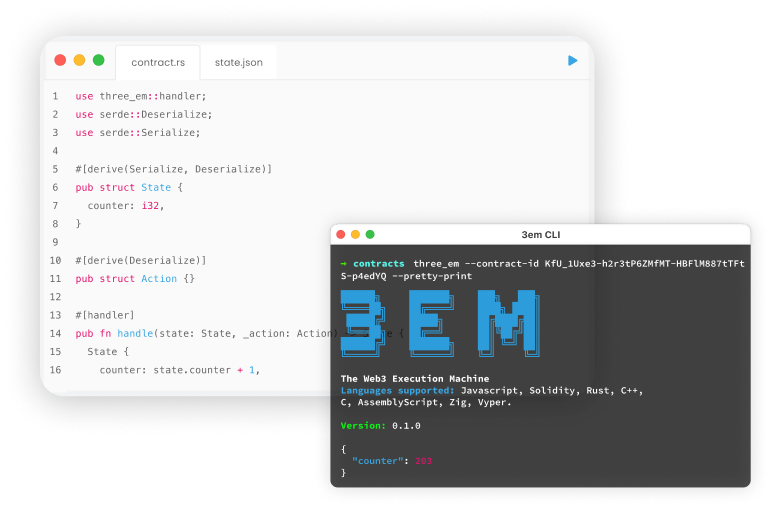 contract.rs
state.json
1 use three_em::handler;
2 use serde::Deserialize;
3 use serde::Serialize;
4
5 #[derive(Serialize, Deserialize)]
6 pub struct State {
7 counter: i32,
8 }
9
10 #[derive(Deserialize)]
11 pub struct Action {}
12
13 #[handler]
14 pub fn handle(state: State, _action: Action) -> State {
15 State {
16 counter: state.counter + 1,
3em CLI
→ contracts three_em --contract-id KfU_1Uxe3-h2r3tP6ZMfMT-HBFlM887tTFt
S-p4edYQ --pretty-print
3EM
The Web3 Execution Machine
Languages supported: Javascript, Solidity, Rust, C++,
C, AssemblyScript, Zig, Vyper.
Version: 0.1.0
{
"counter": 203
}